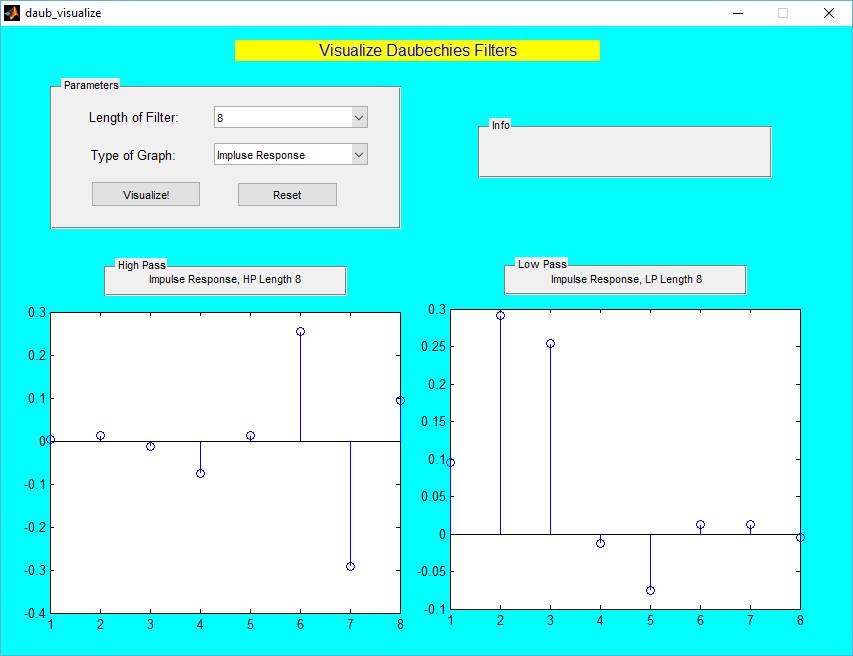 daub_visualize
Visualize Daubechies Filters
Parameters
Length of Filter:
8
Type of Graph:
Impluse Response
Visualize!
Reset
Info
High Pass
Impulse Response, HP Length 8
0.3
0.2
0.1
0
-0.1
-0.2
-0.3
-0.4
1 2 3 4 5 6 7 8
Low Pass
Impulse Response, LP Length 8
0.3
0.25
0.2
0.15
0.1
0.05
0
-0.05
-0.1
1 2 3 4 5 6 7 8